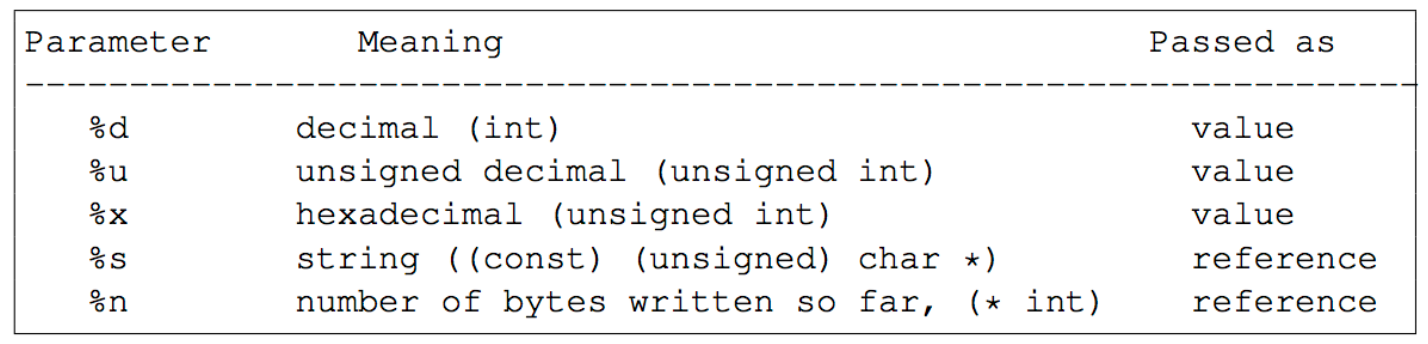 Parameter Meaning Passed as
--------------------------------------------------------------------
%d decimal (int) value
%u unsigned decimal (unsigned int) value
%x hexadecimal (unsigned int) value
%s string ((const) (unsigned) char *) reference
%n number of bytes written so far, (* int) reference